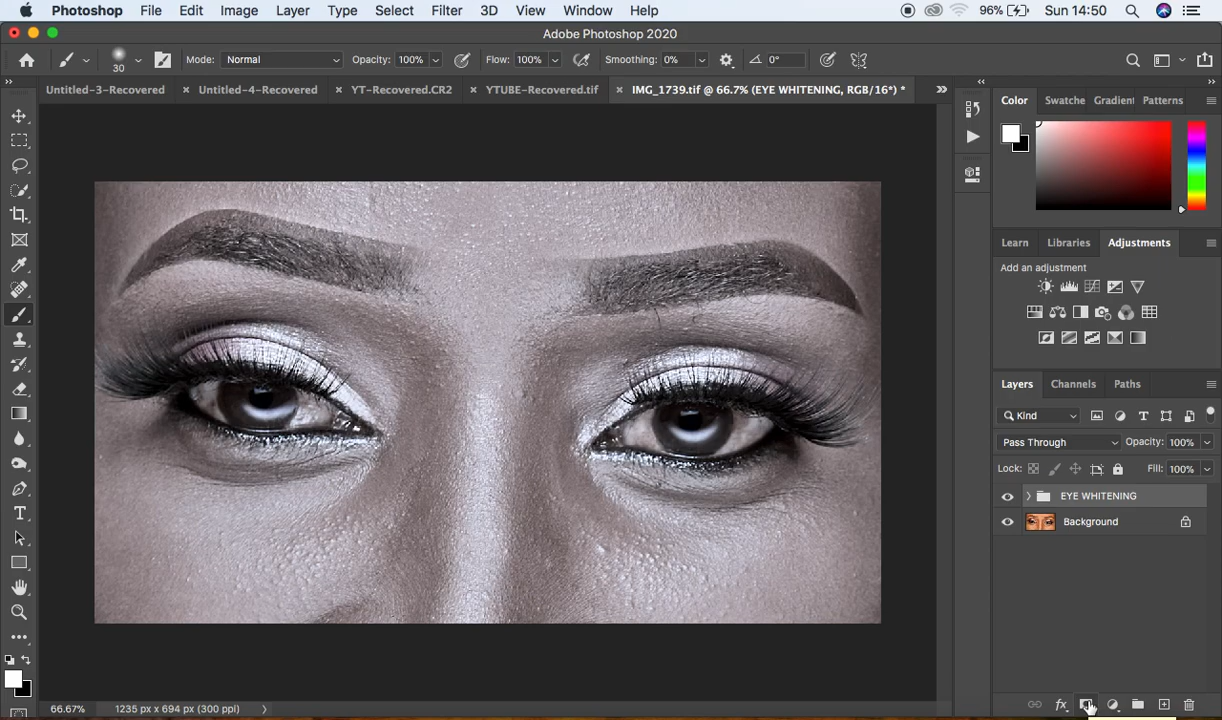 Photoshop File Edit Image Layer Type Select Filter 3D View Window Help 96% Sun 14:50
Adobe Photoshop 2020
30 Mode: Normal Opacity: 100% Flow: 100% Smoothing: 0% 0°
Untitled-3-Recovered × Untitled-4-Recovered × YT-Recovered.CR2 × YTUBE-Recovered.tif × IMG_1739.tif @ 66.7% (EYE WHITENING, RGB/16*) *
Color Swatche Gradien Patterns
Learn Libraries Adjustments
Add an adjustment
Layers Channels Paths
Kind
Pass Through Opacity: 100%
Lock: Fill: 100%
EYE WHITENING
Background
fx
66.67% 1235 px x 694 px (240 ppi)